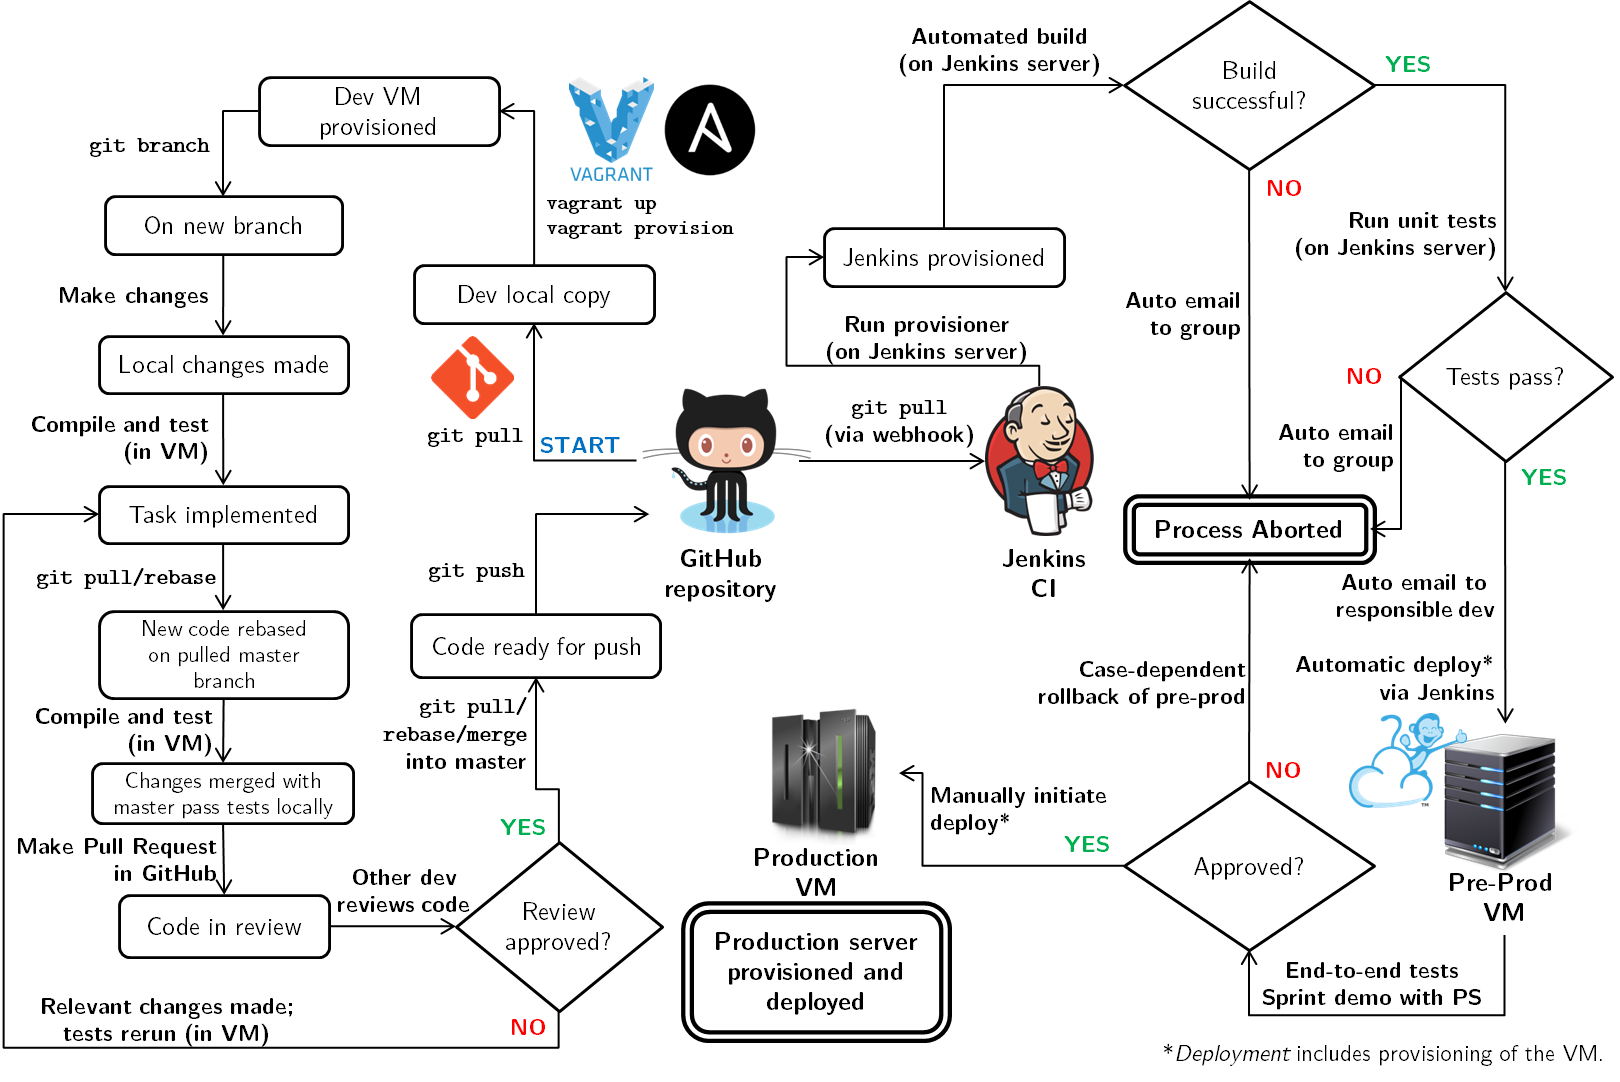 Dev VM
provisioned
git branch
On new branch
Make changes
Local changes made
Compile and test
(in VM)
Task implemented
git pull/rebase
New code rebased
on pulled master
branch
Compile and test
(in VM)
Changes merged with
master pass tests locally
Make Pull Request
in GitHub
Code in review
Other dev
reviews code
Review
approved?
NO
Relevant changes made;
tests rerun (in VM)
YES
git pull/
rebase/merge
into master
Code ready for push
git push
GitHub
repository
START
git pull
Dev local copy
VAGRANT
vagrant up
vagrant provision
git pull
(via webhook)
Jenkins
CI
Run provisioner
(on Jenkins server)
Jenkins provisioned
Automated build
(on Jenkins server)
Build
successful?
YES
NO
Auto email
to group
Run unit tests
(on Jenkins server)
Tests pass?
NO
Auto email
to group
YES
Process Aborted
Auto email to
responsible dev
Automatic deploy*
via Jenkins
TM
Pre-Prod
VM
End-to-end tests
Sprint demo with PS
Approved?
NO
Case-dependent
rollback of pre-prod
YES
Manually initiate
deploy*
Production
VM
Production server
provisioned and
deployed
*Deployment includes provisioning of the VM.